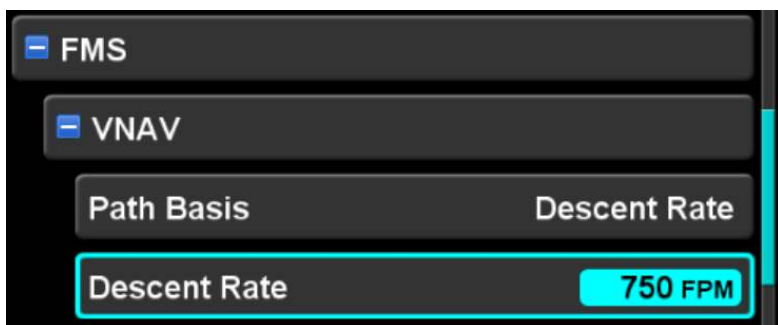 FMS
VNAV
Path Basis Descent Rate
Descent Rate 750 FPM